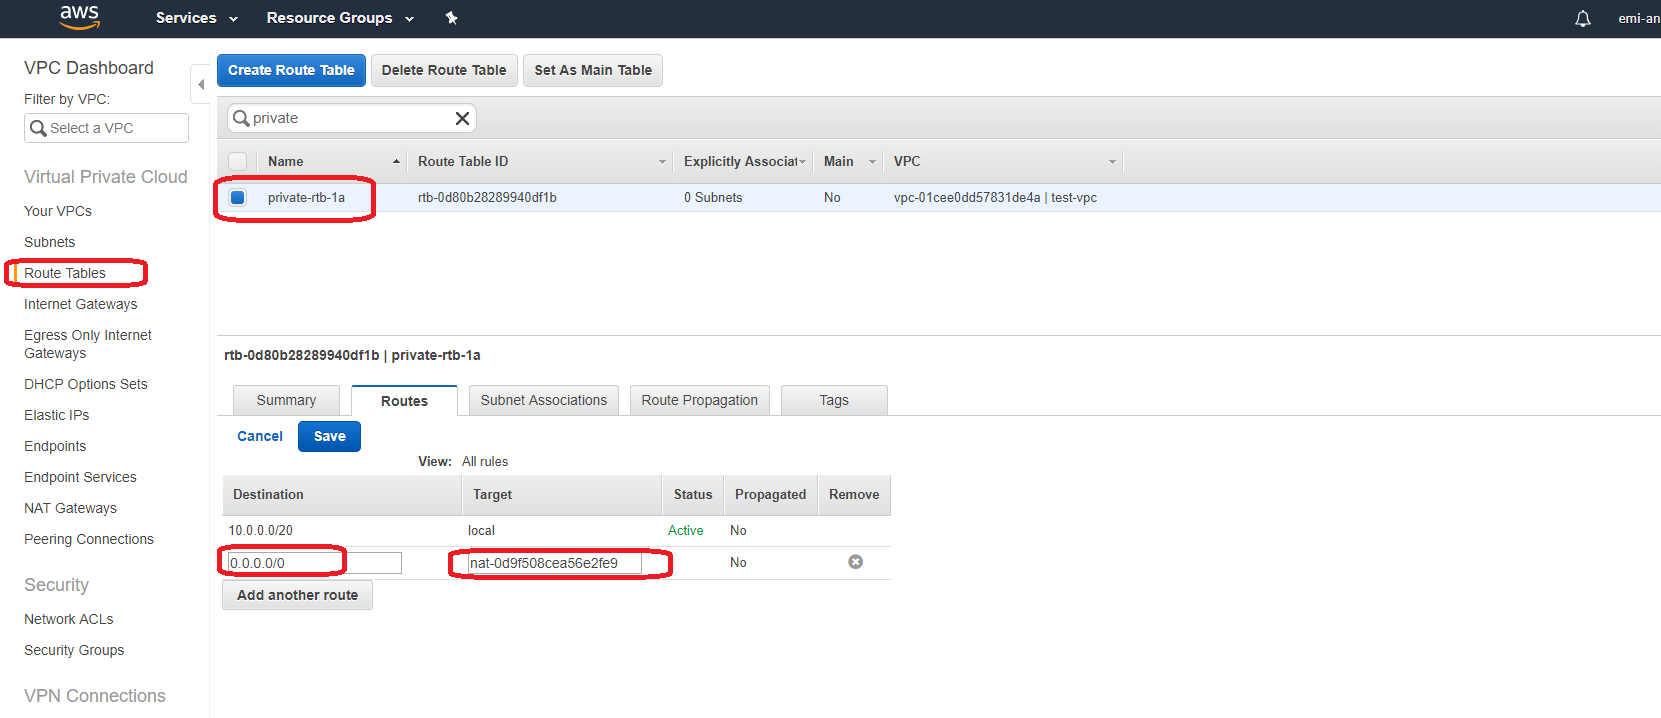 aws Services Resource Groups emi-an
VPC Dashboard
Filter by VPC:
Select a VPC
Virtual Private Cloud
Your VPCs
Subnets
Route Tables
Internet Gateways
Egress Only Internet
Gateways
DHCP Options Sets
Elastic IPs
Endpoints
Endpoint Services
NAT Gateways
Peering Connections
Security
Network ACLs
Security Groups
VPN Connections
Create Route Table Delete Route Table Set As Main Table
private
Name Route Table ID Explicitly Associat Main VPC
private-rtb-1a rtb-0d80b28289940df1b 0 Subnets No vpc-01cee0dd57831de4a | test-vpc
rtb-0d80b28289940df1b | private-rtb-1a
Summary Routes Subnet Associations Route Propagation Tags
Cancel Save
View: All rules
Destination Target Status Propagated Remove
10.0.0.0/20 local Active No
0.0.0.0/0 nat-0d9f508cea56e2fe9 No
Add another route